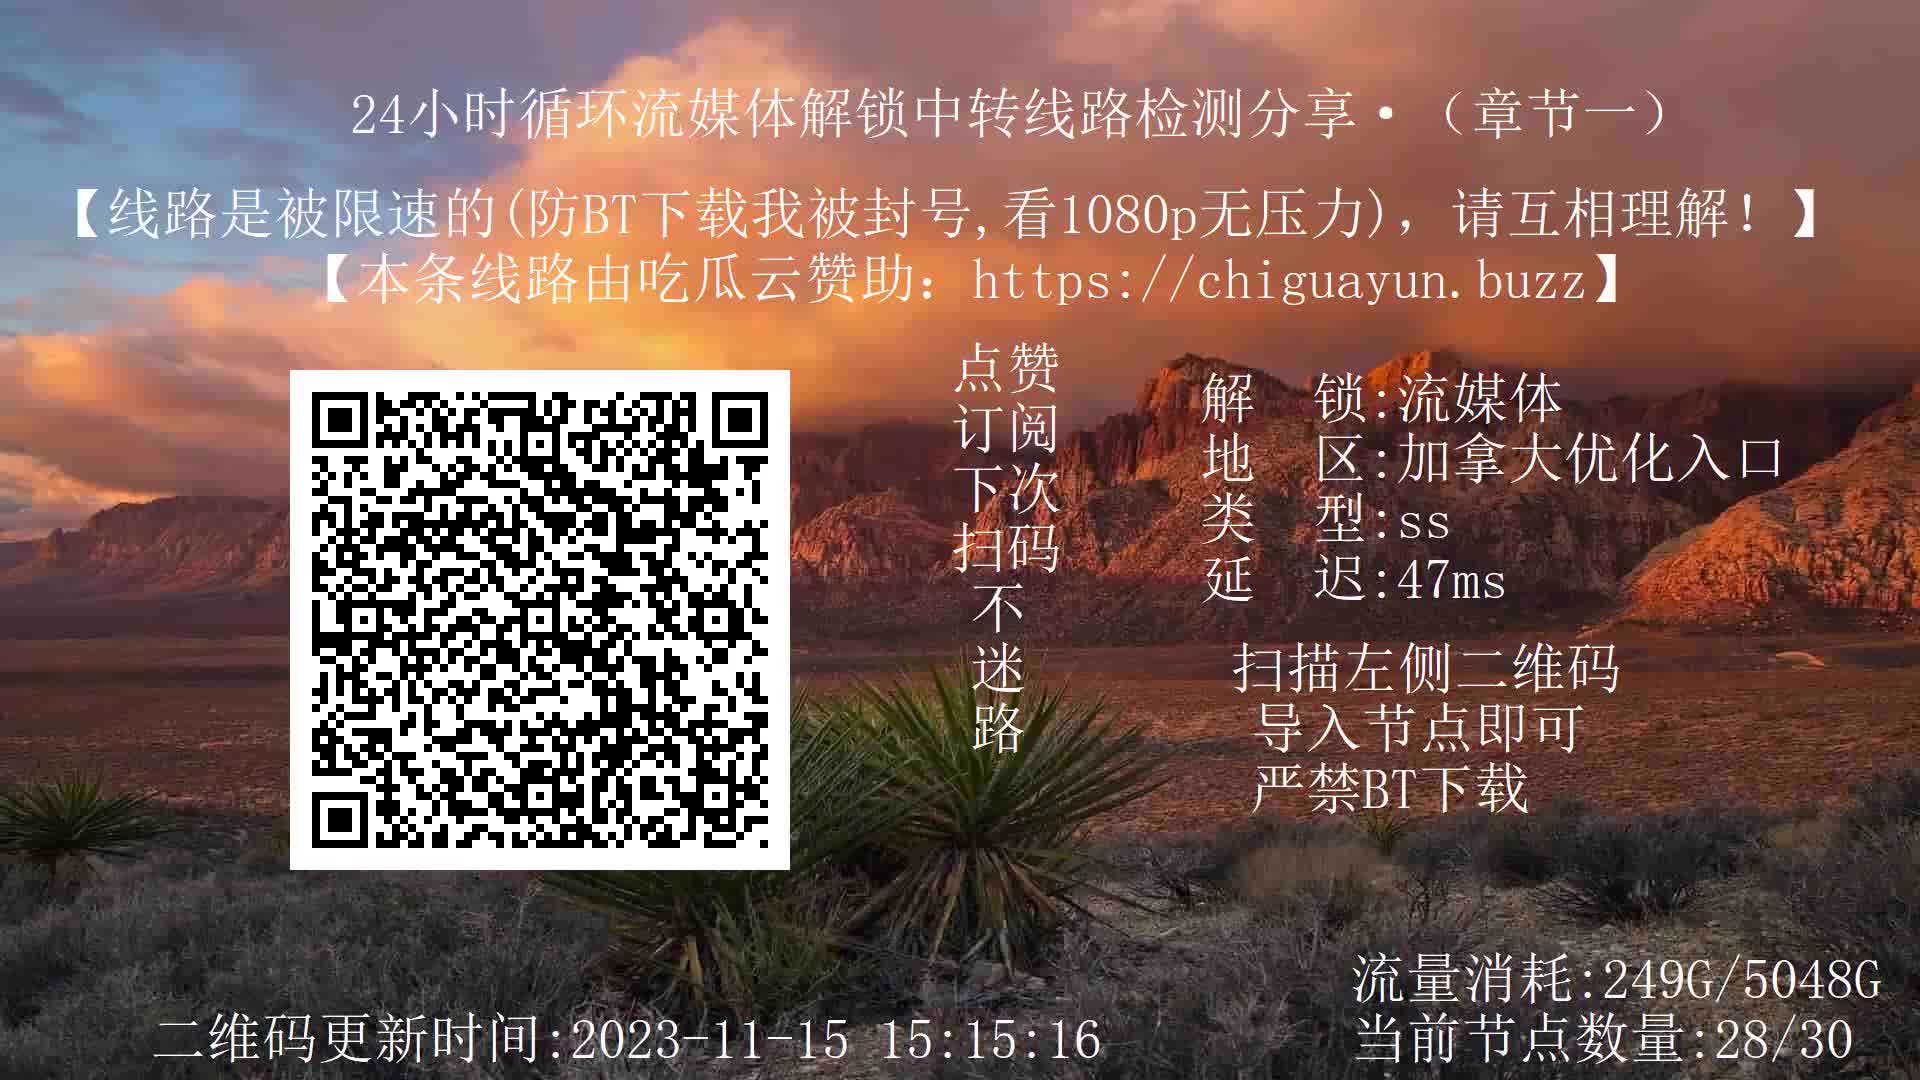 24小时循环流媒体解锁中转线路检测分享·（章节一）
【线路是被限速的(防BT下载我被封号,看1080p无压力)，请互相理解！】
【本条线路由吃瓜云赞助：https://chiguayun.buzz】
点赞
订阅
下次
扫码
不
迷
路
解 锁:流媒体
地 区:加拿大优化入口
类 型:ss
延 迟:47ms
扫描左侧二维码
导入节点即可
严禁BT下载
流量消耗:249G/5048G
当前节点数量:28/30
二维码更新时间:2023-11-15 15:15:16